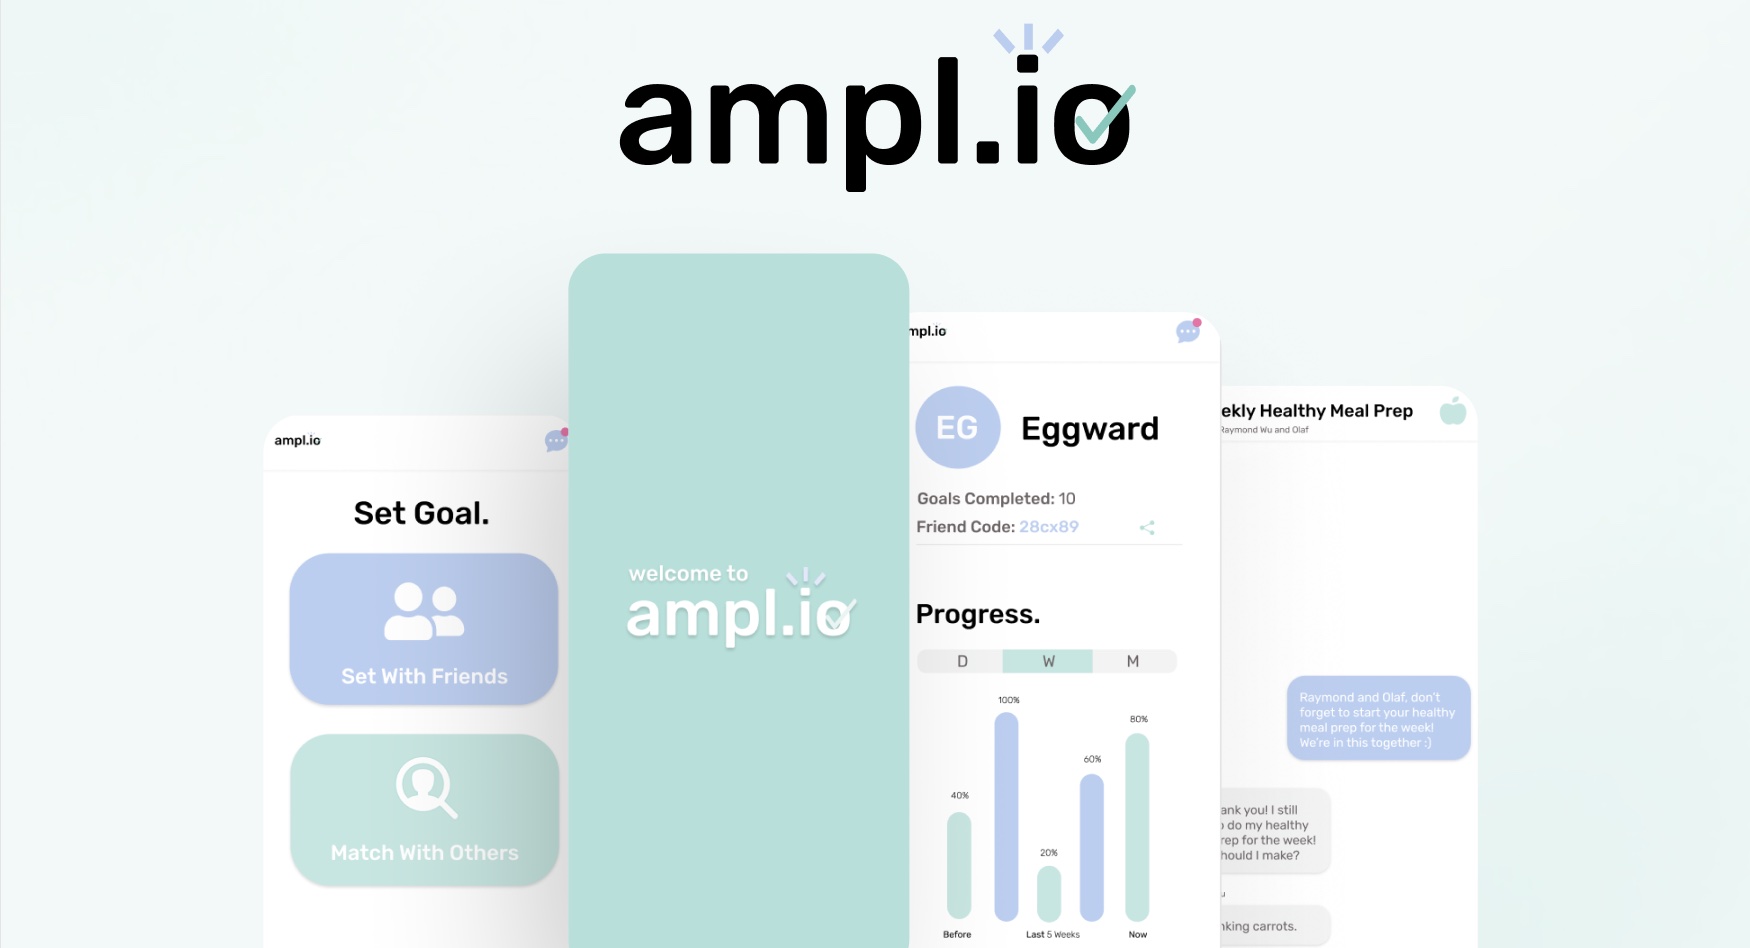 ampl.io
ampl.io
Set Goal.
Set With Friends
Match With Others
welcome to
ampl.io
mpl.io
EG
Eggward
Goals Completed: 10
Friend Code: 28cx89
Progress.
D W M
100%
80%
60%
40%
20%
Before Last 5 Weeks Now
ekly Healthy Meal Prep
Raymond Wu and Olaf
Raymond and Olaf, don't
forget to start your healthy
meal prep for the week!
We're in this together :)
ank you! I still
o do my healthy
rep for the week!
hould I make?
u
nking carrots.